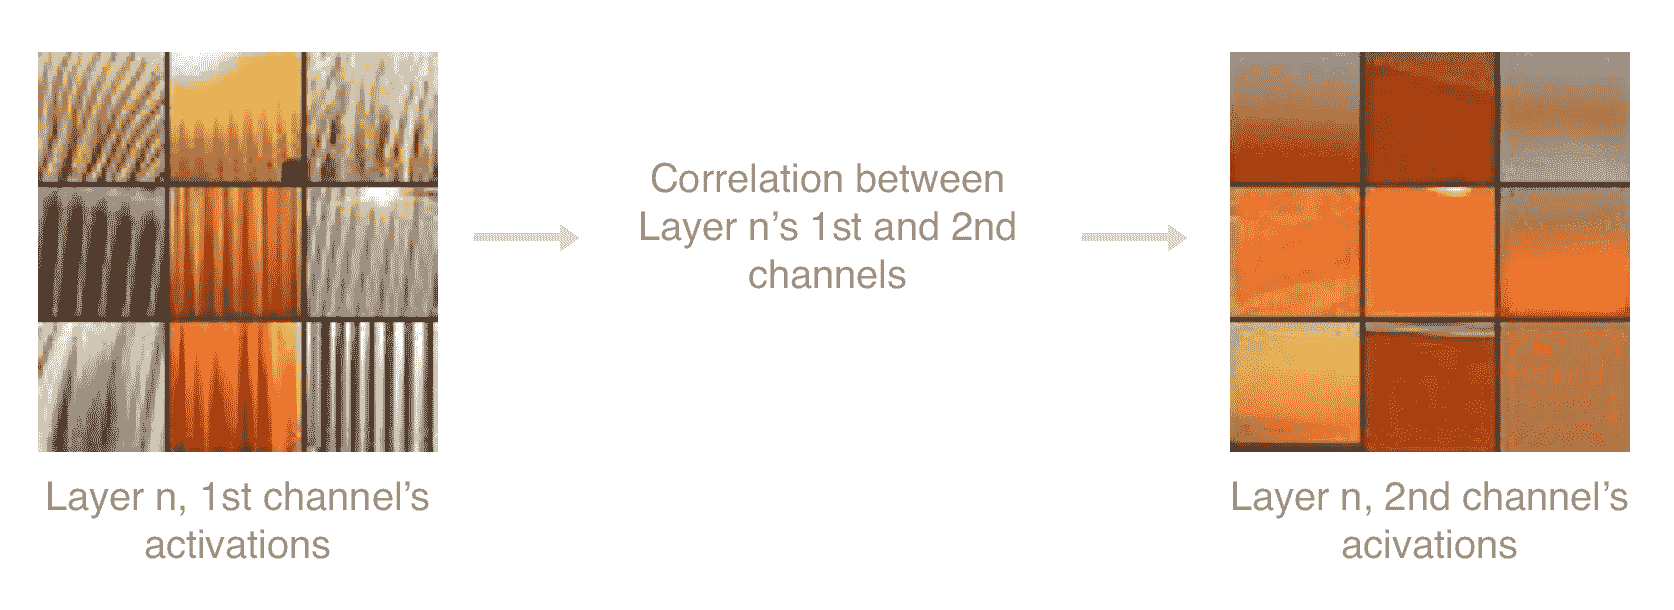 Correlation between
Layer n’s 1st and 2nd
channels
Layer n, 1st channel’s
activations
Layer n, 2nd channel’s
acivations